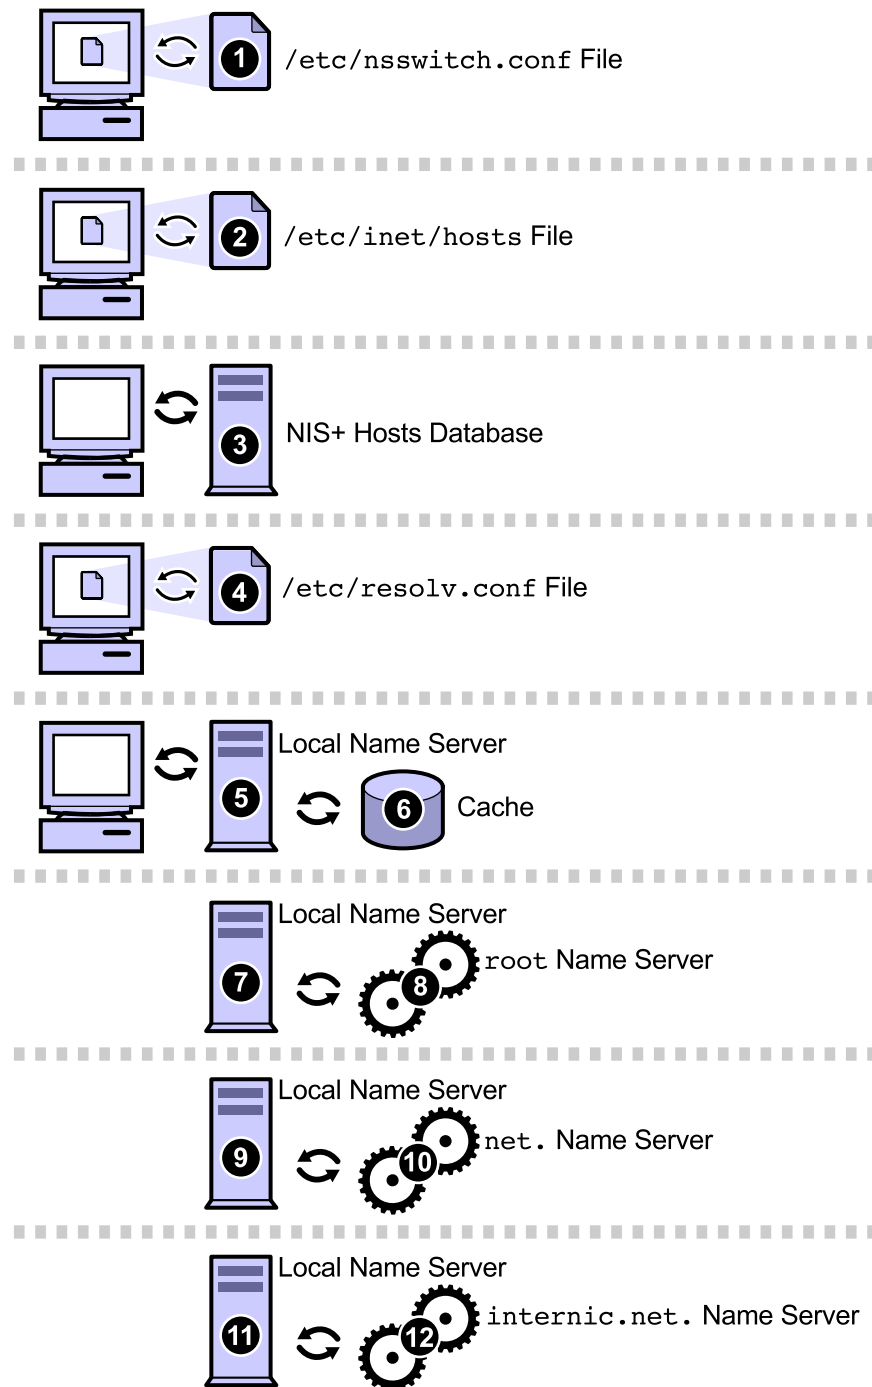 1 /etc/nsswitch.conf File
2 /etc/inet/hosts File
3 NIS+ Hosts Database
4 /etc/resolv.conf File
Local Name Server
5 6 Cache
Local Name Server
root Name Server
7 8
Local Name Server
net. Name Server
9 10
Local Name Server
internic.net. Name Server
11 12